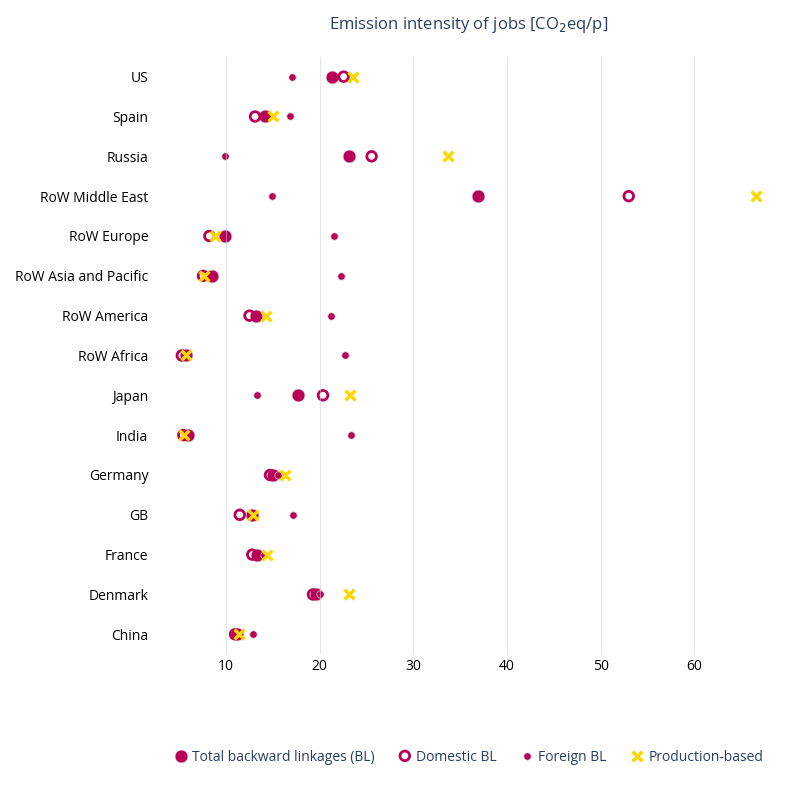 Emission intensity of jobs [CO₂eq/p]
US
Spain
Russia
RoW Middle East
RoW Europe
RoW Asia and Pacific
RoW America
RoW Africa
Japan
India
Germany
GB
France
Denmark
China
10 20 30 40 50 60
Total backward linkages (BL) Domestic BL Foreign BL Production-based